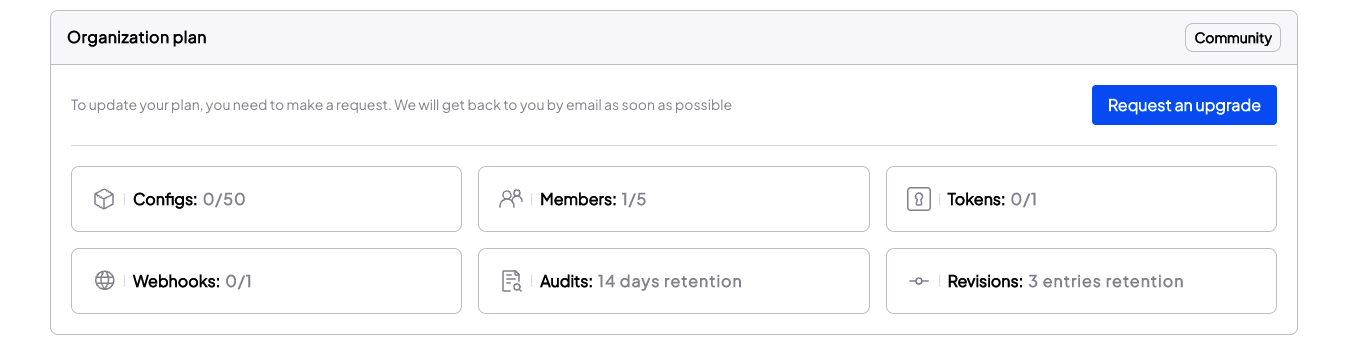 Organization plan
Community
To update your plan, you need to make a request. We will get back to you by email as soon as possible
Request an upgrade
Configs: 0/50
Members: 1/5
Tokens: 0/1
Webhooks: 0/1
Audits: 14 days retention
Revisions: 3 entries retention